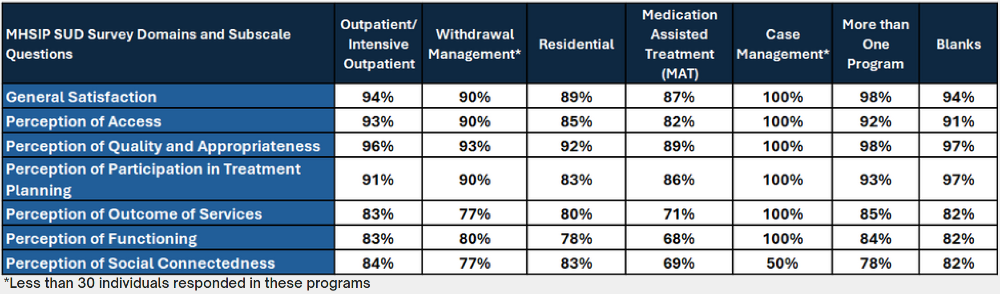 MHSIP SUD Survey Domains and Subscale
Questions
Outpatient/
Intensive
Outpatient
Withdrawal
Management*
Residential
Medication
Assisted
Treatment
(MAT)
Case
Management*
More than
One
Program
Blanks
General Satisfaction 94% 90% 89% 87% 100% 98% 94%
Perception of Access 93% 90% 85% 82% 100% 92% 91%
Perception of Quality and Appropriateness 96% 93% 92% 89% 100% 98% 97%
Perception of Participation in Treatment
Planning 91% 90% 83% 86% 100% 93% 97%
Perception of Outcome of Services 83% 77% 80% 71% 100% 85% 82%
Perception of Functioning 83% 80% 78% 68% 100% 84% 82%
Perception of Social Connectedness 84% 77% 83% 69% 50% 78% 82%
*Less than 30 individuals responded in these programs